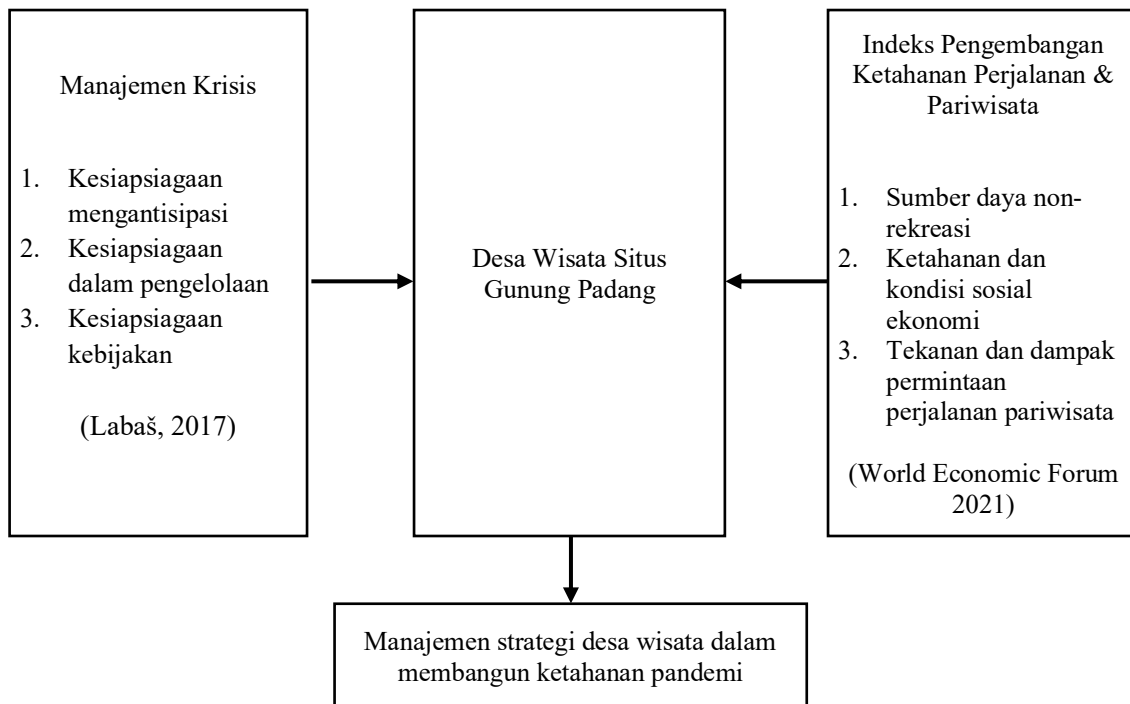 Manajemen Krisis
1. Kesiapsiagaan
mengantisipasi
2. Kesiapsiagaan
dalam pengelolaan
3. Kesiapsiagaan
kebijakan
(Labaš, 2017)
Desa Wisata Situs
Gunung Padang
Indeks Pengembangan
Ketahanan Perjalanan &
Pariwisata
1. Sumber daya non-
rekreasi
2. Ketahanan dan
kondisi sosial
ekonomi
3. Tekanan dan dampak
permintaan
perjalanan pariwisata
(World Economic Forum
2021)
Manajemen strategi desa wisata dalam
membangun ketahanan pandemi